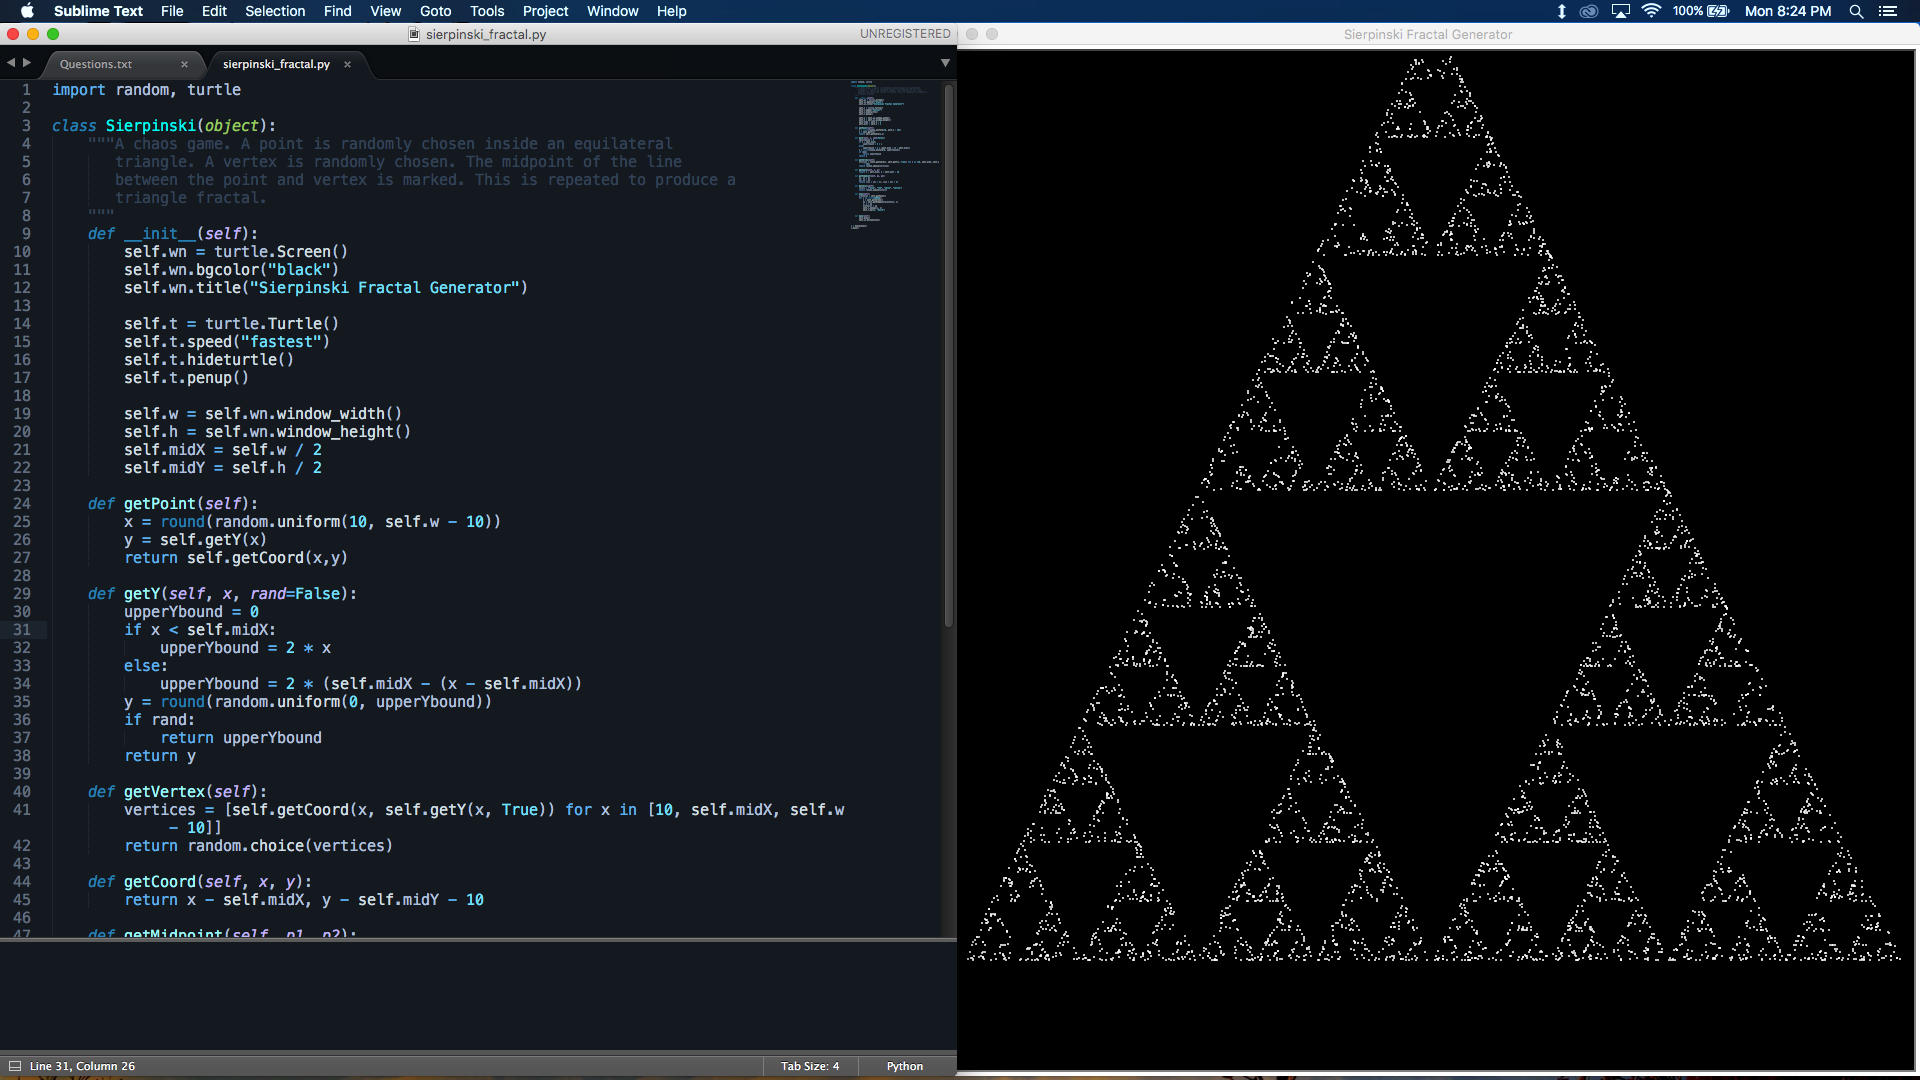 Sublime Text File Edit Selection Find View Goto Tools Project Window Help 100% Mon 8:24 PM
sierpinski_fractal.py UNREGISTERED
Sierpinski Fractal Generator
Questions.txt × sierpinski_fractal.py ×
1 import random, turtle
2
3 class Sierpinski(object):
4 """A chaos game. A point is randomly chosen inside an equilateral
5 triangle. A vertex is randomly chosen. The midpoint of the line
6 between the point and vertex is marked. This is repeated to produce a
7 triangle fractal.
8 """
9 def __init__(self):
10 self.wn = turtle.Screen()
11 self.wn.bgcolor("black")
12 self.wn.title("Sierpinski Fractal Generator")
13
14 self.t = turtle.Turtle()
15 self.t.speed("fastest")
16 self.t.hideturtle()
17 self.t.penup()
18
19 self.w = self.wn.window_width()
20 self.h = self.wn.window_height()
21 self.midX = self.w / 2
22 self.midY = self.h / 2
23
24 def getPoint(self):
25 x = round(random.uniform(10, self.w - 10))
26 y = self.getY(x)
27 return self.getCoord(x,y)
28
29 def getY(self, x, rand=False):
30 upperYbound = 0
31 if x < self.midX:
32 upperYbound = 2 * x
33 else:
34 upperYbound = 2 * (self.midX - (x - self.midX))
35 y = round(random.uniform(0, upperYbound))
36 if rand:
37 return upperYbound
38 return y
39
40 def getVertex(self):
41 vertices = [self.getCoord(x, self.getY(x, True)) for x in [10, self.midX, self.w
- 10]]
42 return random.choice(vertices)
43
44 def getCoord(self, x, y):
45 return x - self.midX, y - self.midY - 10
46
47 def getMidpoint(self, p1, p2):
Line 31, Column 26 Tab Size: 4 Python